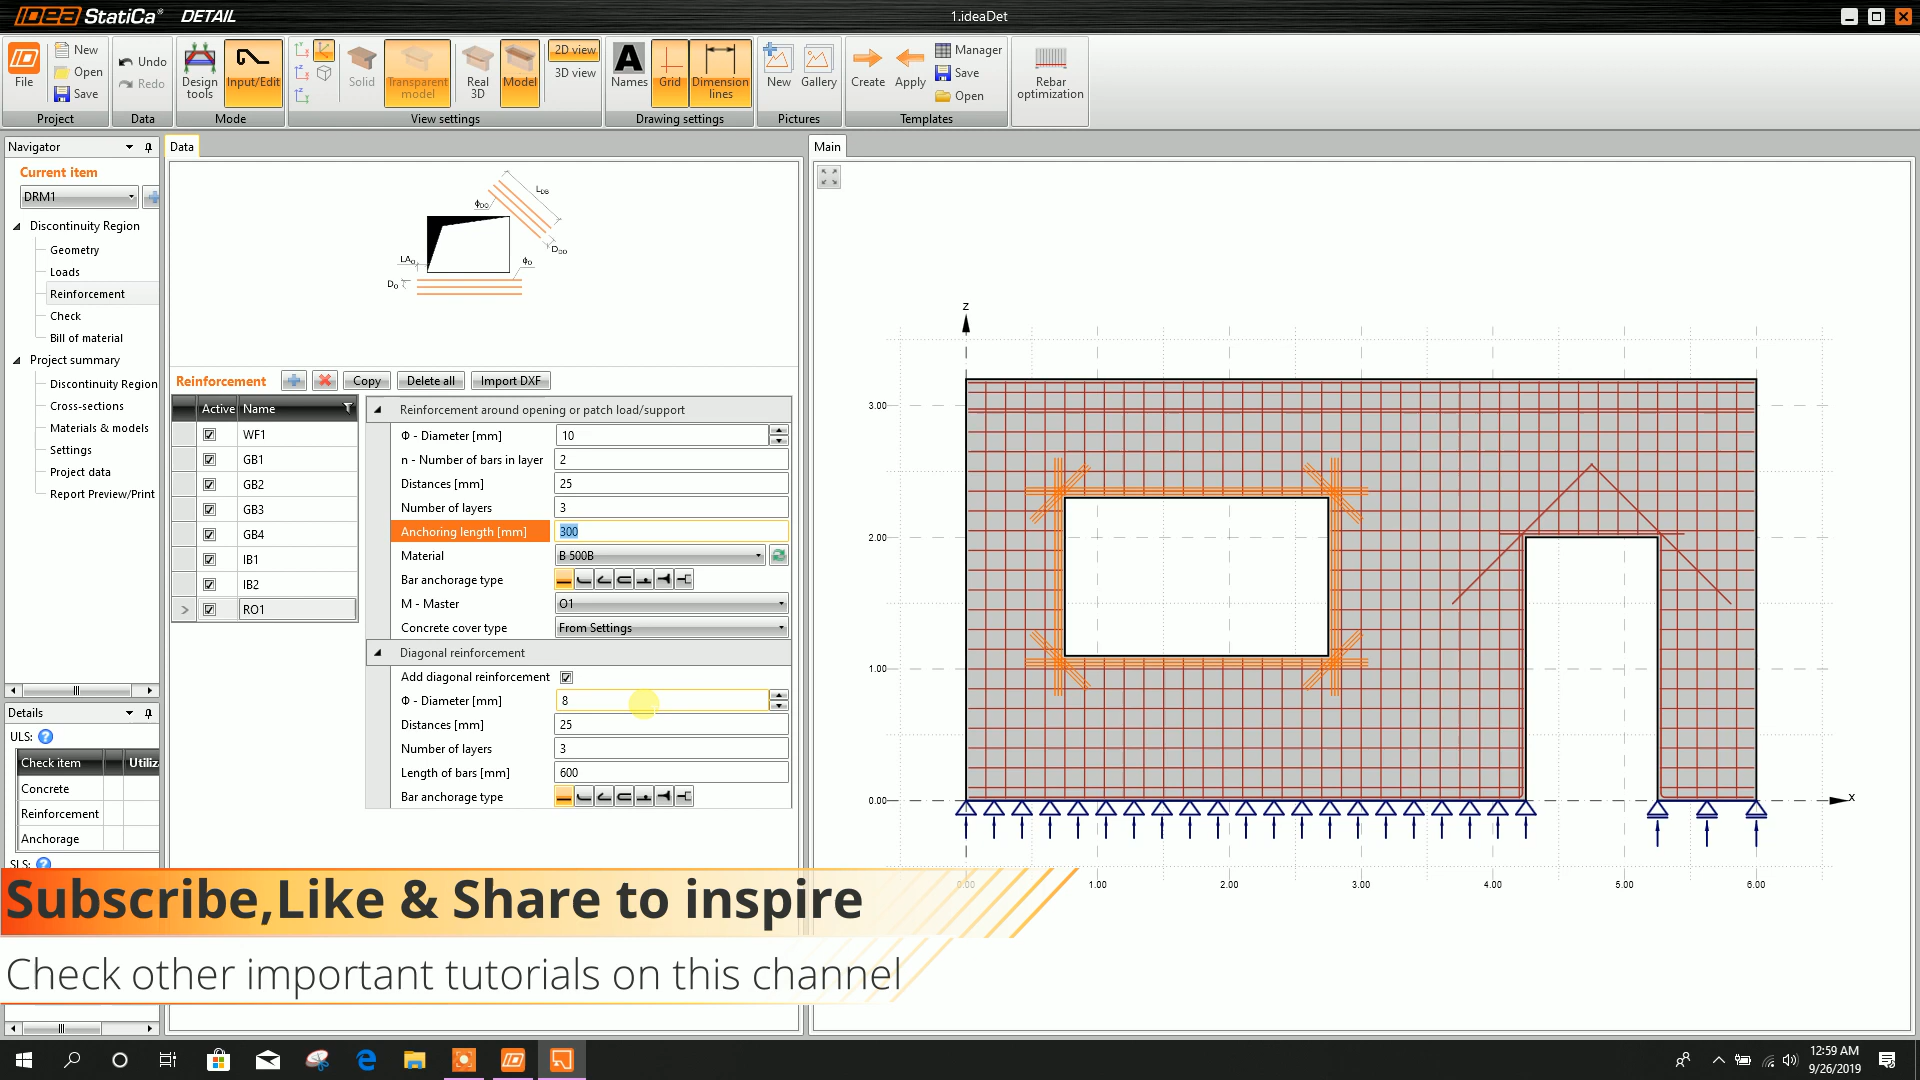 IDEA StatiCa® DETAIL
1.ideaDet
File
New
Open
Save
Project
Undo
Redo
Data
Design tools
Input/Edit
Mode
Solid
Transparent model
Real 3D
Model
2D view
3D view
View settings
Names
Grid
Dimension lines
Drawing settings
New
Gallery
Pictures
Create
Apply
Manager
Save
Open
Templates
Rebar optimization
Navigator
Current item
DRM1
Discontinuity Region
Geometry
Loads
Reinforcement
Check
Bill of material
Project summary
Discontinuity Region
Cross-sections
Materials & models
Settings
Project data
Report Preview/Print
Details
ULS:
Check item Utiliz
Concrete
Reinforcement
Anchorage
SLS:
Data
Reinforcement Copy Delete all Import DXF
Active Name
WF1
GB1
GB2
GB3
GB4
IB1
IB2
RO1
Reinforcement around opening or patch load/support
Φ - Diameter [mm] 10
n - Number of bars in layer 2
Distances [mm] 25
Number of layers 3
Anchoring length [mm] 300
Material B 500B
Bar anchorage type
M - Master O1
Concrete cover type From Settings
Diagonal reinforcement
Add diagonal reinforcement
Φ - Diameter [mm] 8
Distances [mm] 25
Number of layers 3
Length of bars [mm] 600
Bar anchorage type
Main
z
3.00
2.00
1.00
0.00
x
0.00 1.00 2.00 3.00 4.00 5.00 6.00
Subscribe,Like & Share to inspire
Check other important tutorials on this channel
12:59 AM
9/26/2019